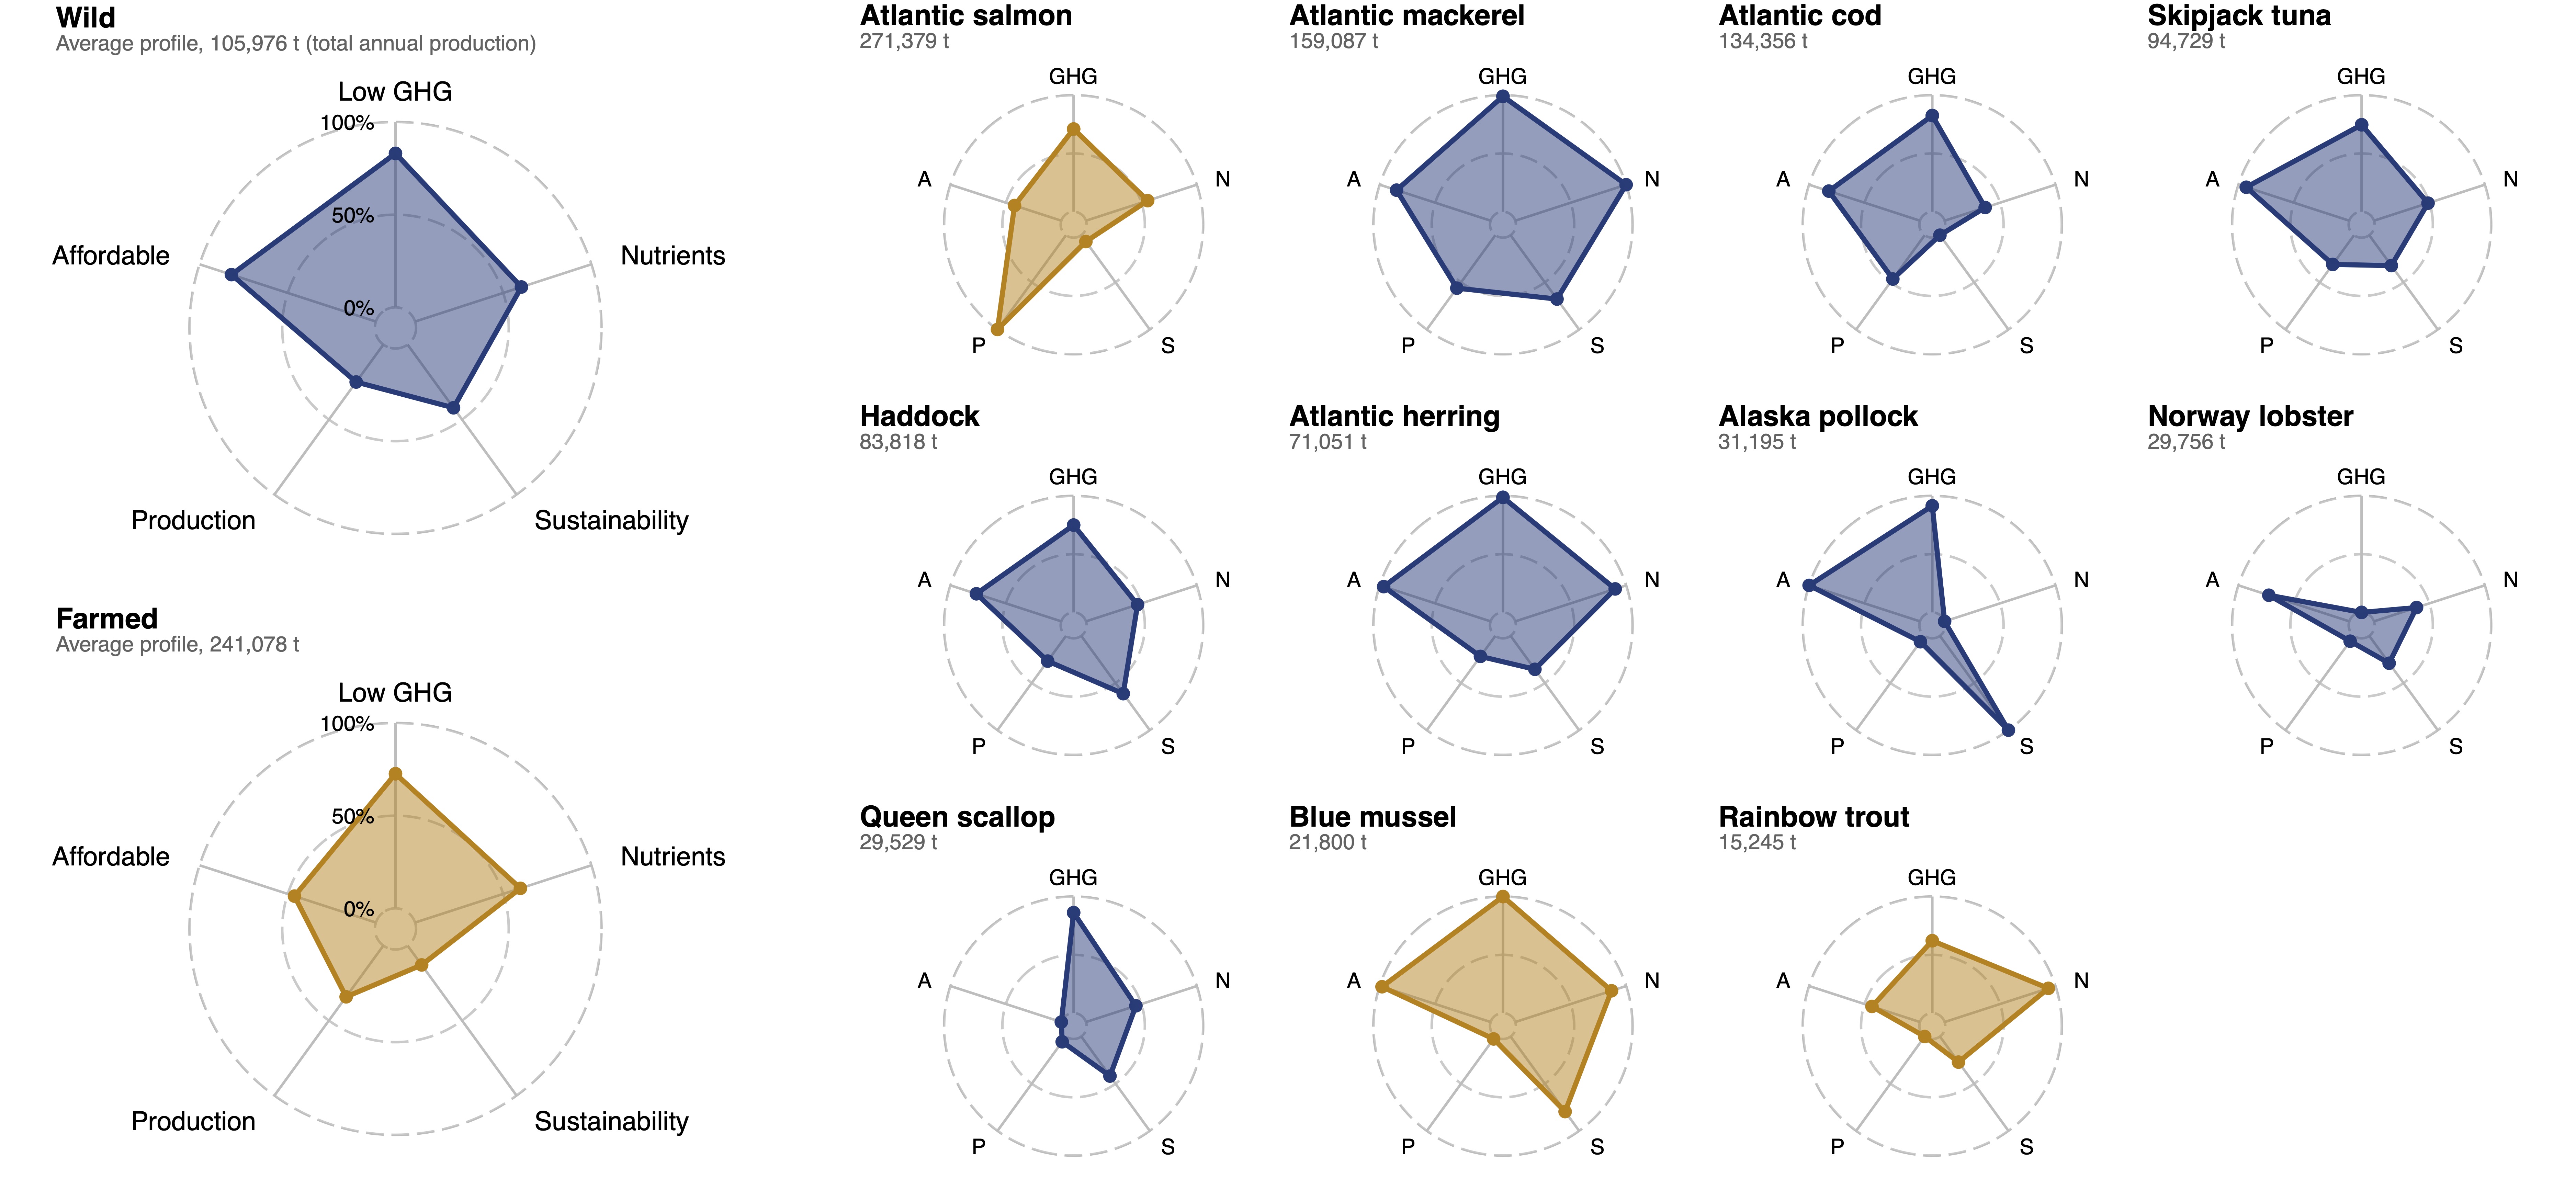 Wild
Average profile, 105,976 t (total annual production)
Low GHG
100%
50%
0%
Affordable
Nutrients
Production
Sustainability
Farmed
Average profile, 241,078 t
Low GHG
100%
50%
0%
Affordable
Nutrients
Production
Sustainability
Atlantic salmon
271,379 t
GHG
A
N
P
S
Atlantic mackerel
159,087 t
GHG
A
N
P
S
Atlantic cod
134,356 t
GHG
A
N
P
S
Skipjack tuna
94,729 t
GHG
A
N
P
S
Haddock
83,818 t
GHG
A
N
P
S
Atlantic herring
71,051 t
GHG
A
N
P
S
Alaska pollock
31,195 t
GHG
A
N
P
S
Norway lobster
29,756 t
GHG
A
N
P
S
Queen scallop
29,529 t
GHG
A
N
P
S
Blue mussel
21,800 t
GHG
A
N
P
S
Rainbow trout
15,245 t
GHG
A
N
P
S